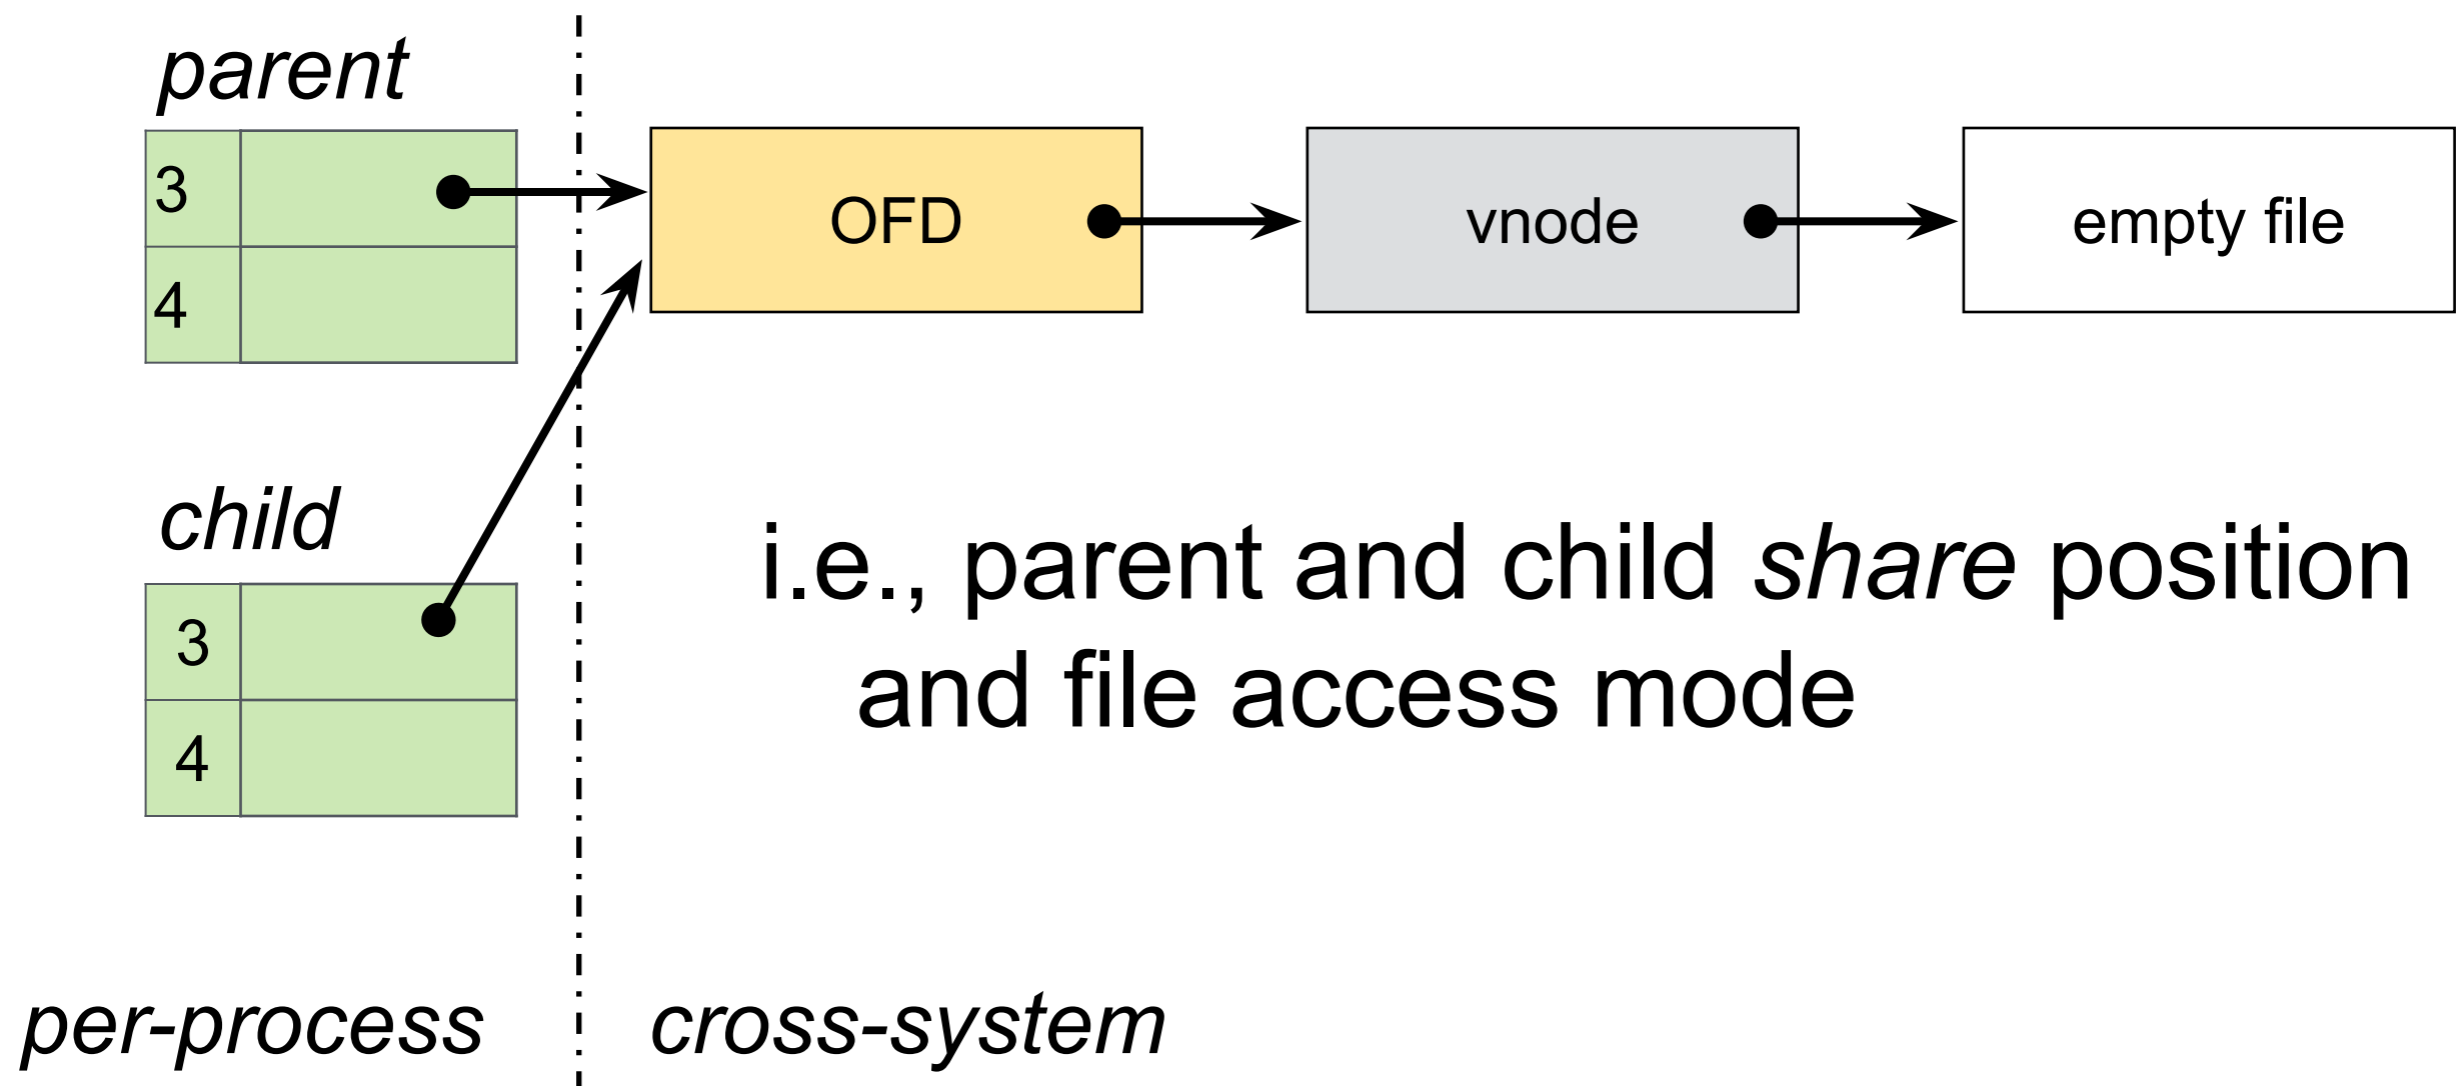 parent
3
4
OFD
vnode
empty file
child
3
4
i.e., parent and child share position
and file access mode
per-process
cross-system